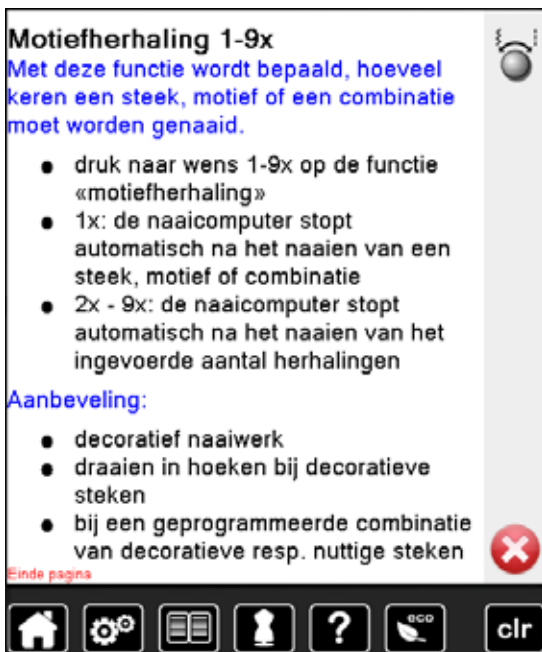 Motiefherhaling 1-9x
Met deze functie wordt bepaald, hoeveel
keren een steek, motief of een combinatie
moet worden genaaid.
● druk naar wens 1-9x op de functie
«motiefherhaling»
● 1x: de naaicomputer stopt
automatisch na het naaien van een
steek, motief of combinatie
● 2x - 9x: de naaicomputer stopt
automatisch na het naaien van het
ingevoerde aantal herhalingen
Aanbeveling:
● decoratief naaiwerk
● draaien in hoeken bij decoratieve
steken
● bij een geprogrammeerde combinatie
van decoratieve resp. nuttige steken
Einde pagina
? eco clr